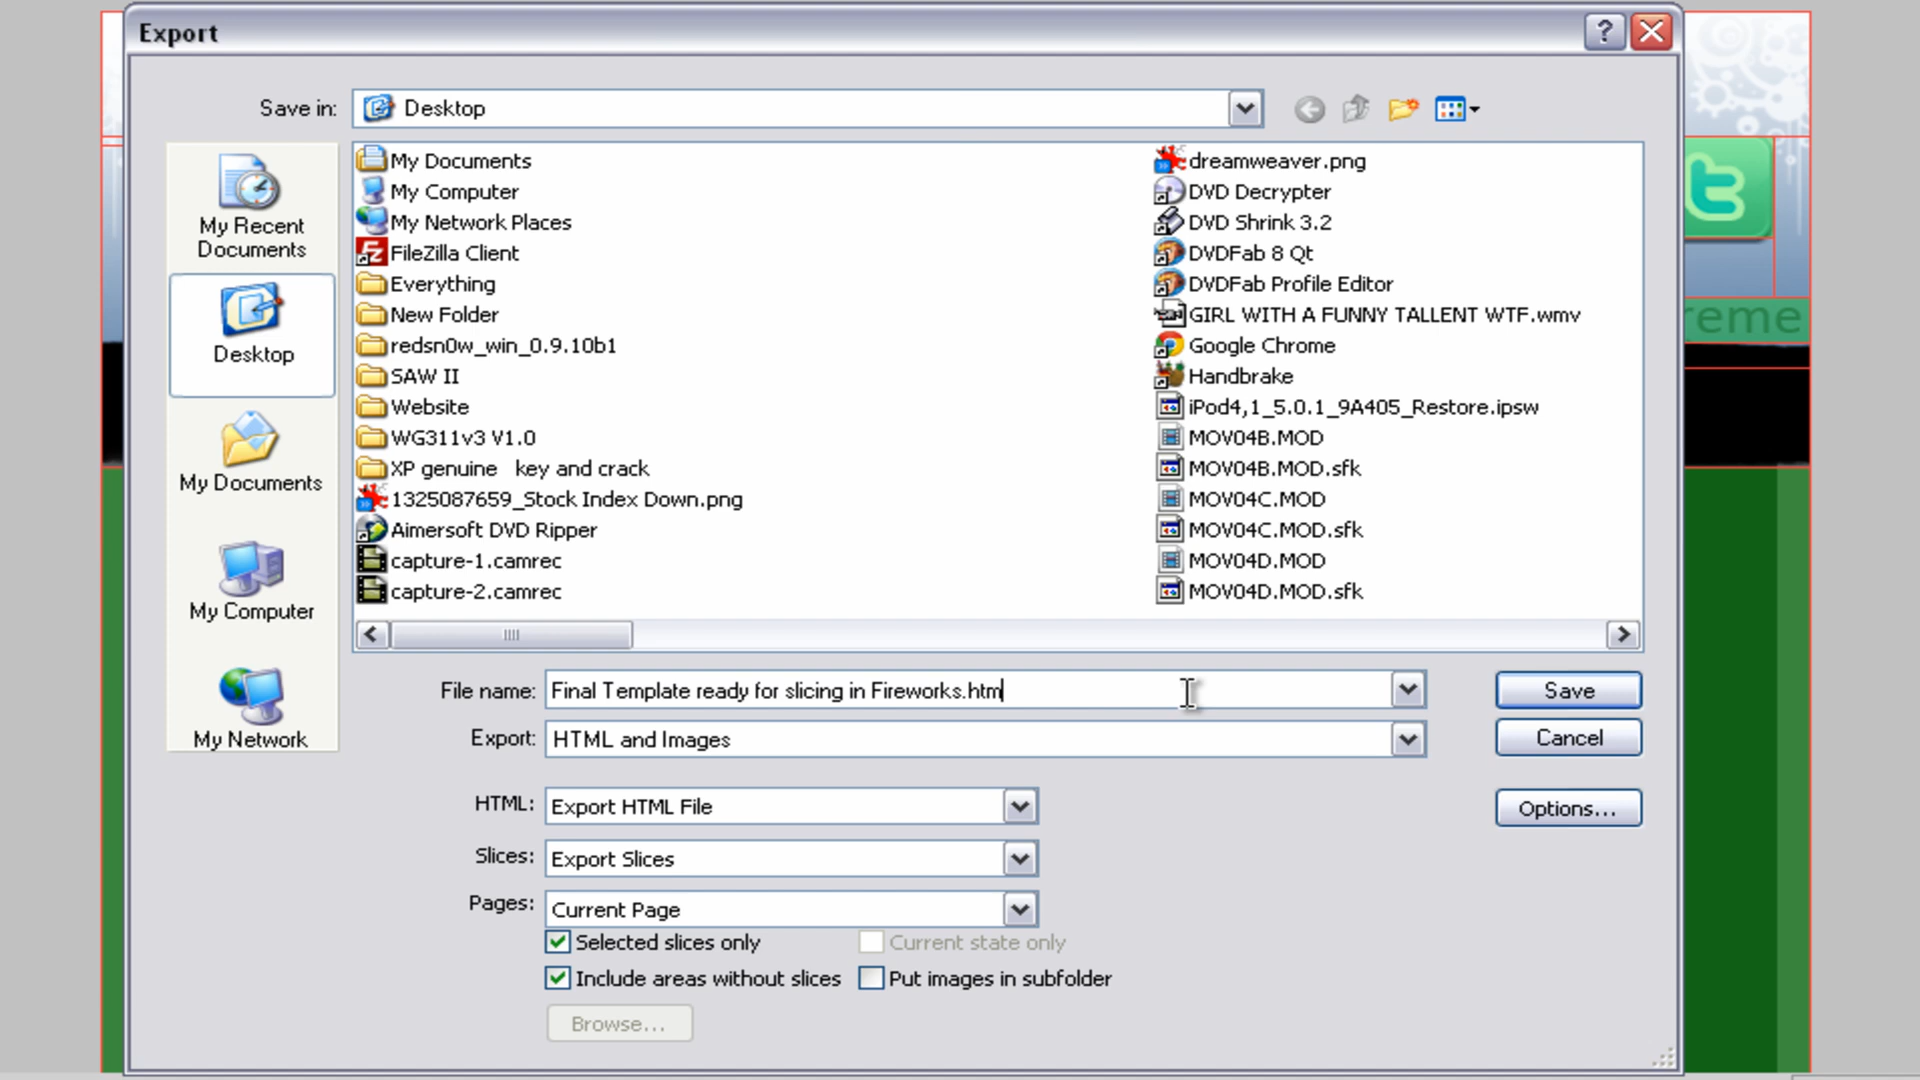 Export
Save in: Desktop
My Recent
Documents
Desktop
My Documents
My Computer
My Network
My Documents
My Computer
My Network Places
FileZilla Client
Everything
New Folder
redsn0w_win_0.9.10b1
SAW II
Website
WG311v3 V1.0
XP genuine   key and crack
1325087659_Stock Index Down.png
Aimersoft DVD Ripper
capture-1.camrec
capture-2.camrec
dreamweaver.png
DVD Decrypter
DVD Shrink 3.2
DVDFab 8 Qt
DVDFab Profile Editor
GIRL WITH A FUNNY TALLENT WTF.wmv
Google Chrome
Handbrake
iPod4,1_5.0.1_9A405_Restore.ipsw
MOV04B.MOD
MOV04B.MOD.sfk
MOV04C.MOD
MOV04C.MOD.sfk
MOV04D.MOD
MOV04D.MOD.sfk
reme
File name: Final Template ready for slicing in Fireworks.htm
Save
Export: HTML and Images
Cancel
HTML: Export HTML File
Options...
Slices: Export Slices
Pages: Current Page
Selected slices only
Current state only
Include areas without slices
Put images in subfolder
Browse...